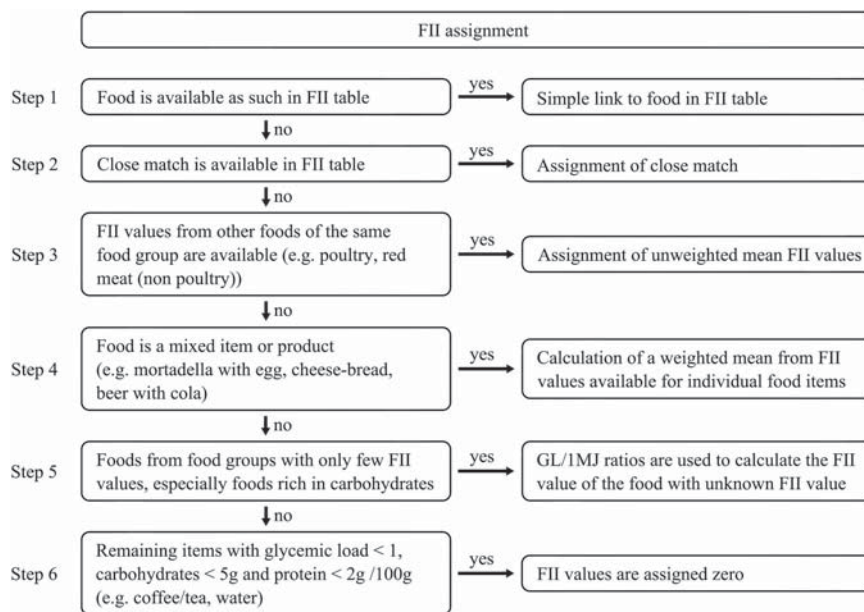 FII assignment
Step 1
Food is available as such in FII table
yes
Simple link to food in FII table
no
Step 2
Close match is available in FII table
yes
Assignment of close match
no
Step 3
FII values from other foods of the same
food group are available (e.g. poultry, red
meat (non poultry))
yes
Assignment of unweighted mean FII values
no
Step 4
Food is a mixed item or product
(e.g. mortadella with egg, cheese-bread,
beer with cola)
yes
Calculation of a weighted mean from FII
values available for individual food items
no
Step 5
Foods from food groups with only few FII
values, especially foods rich in carbohydrates
yes
GL/1MJ ratios are used to calculate the FII
value of the food with unknown FII value
no
Step 6
Remaining items with glycemic load < 1,
carbohydrates < 5g and protein < 2g /100g
(e.g. coffee/tea, water)
yes
FII values are assigned zero